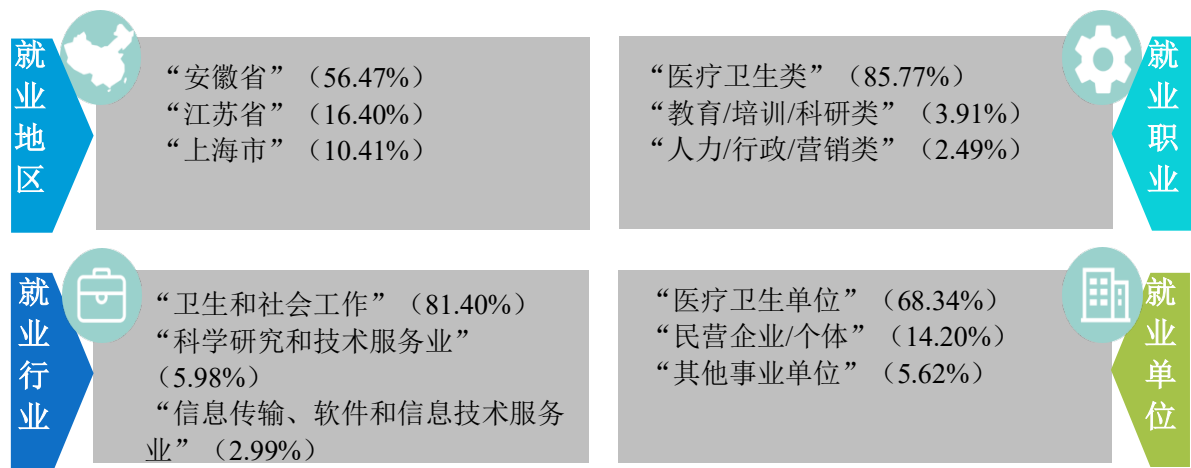 就业地区
“安徽省”（56.47%）
“江苏省”（16.40%）
“上海市”（10.41%）
“医疗卫生类”（85.77%）
“教育/培训/科研类”（3.91%）
“人力/行政/营销类”（2.49%）
就业职业
就业行业
“卫生和社会工作”（81.40%）
“科学研究和技术服务业”
（5.98%）
“信息传输、软件和信息技术服务
业”（2.99%）
“医疗卫生单位”（68.34%）
“民营企业/个体”（14.20%）
“其他事业单位”（5.62%）
就业单位